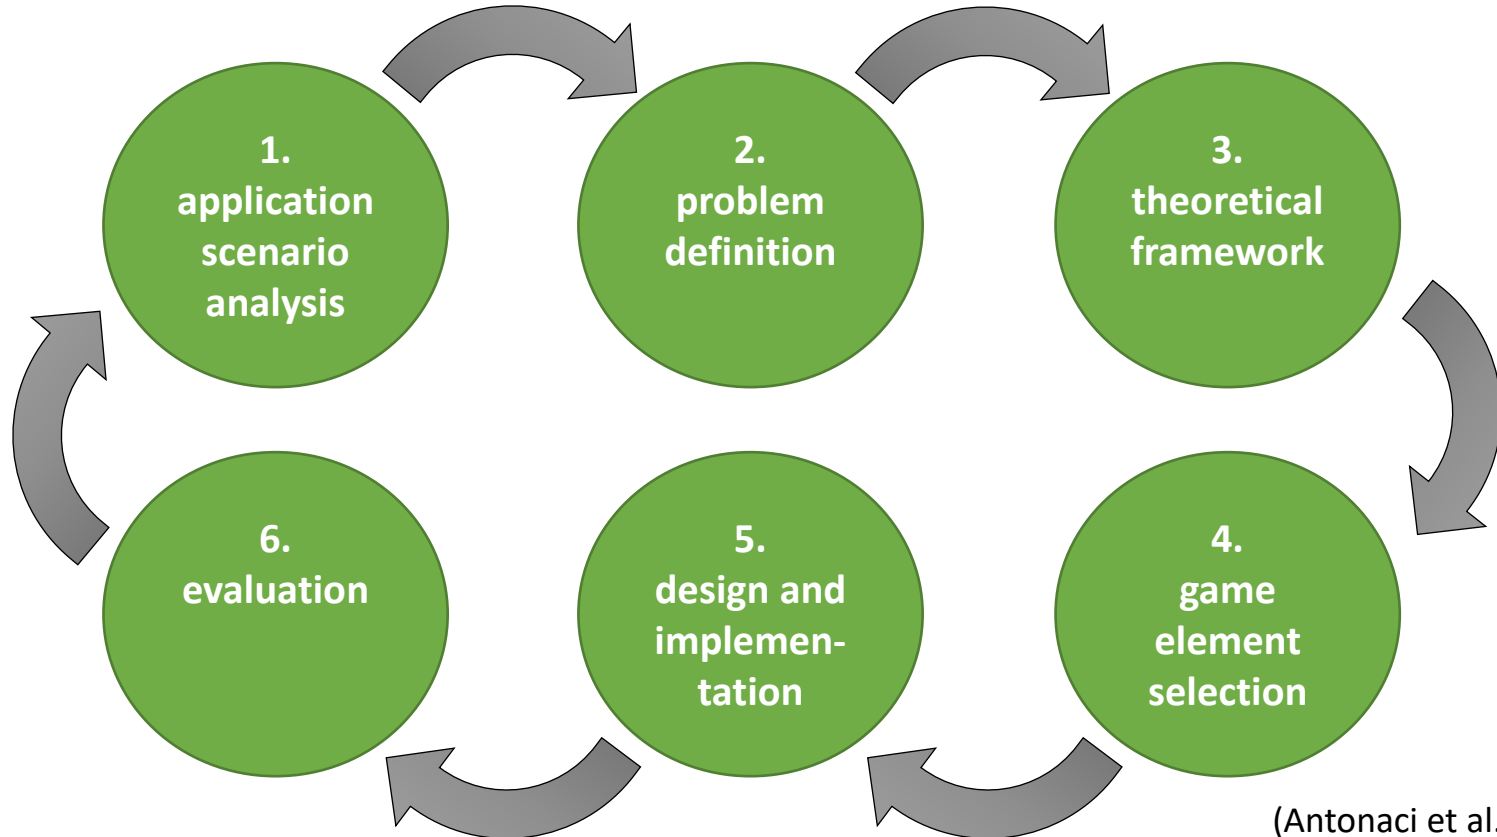 1.
application
scenario
analysis
2.
problem
definition
3.
theoretical
framework
4.
game
element
selection
5.
design and
implemen-
tation
6.
evaluation
(Antonaci et al.